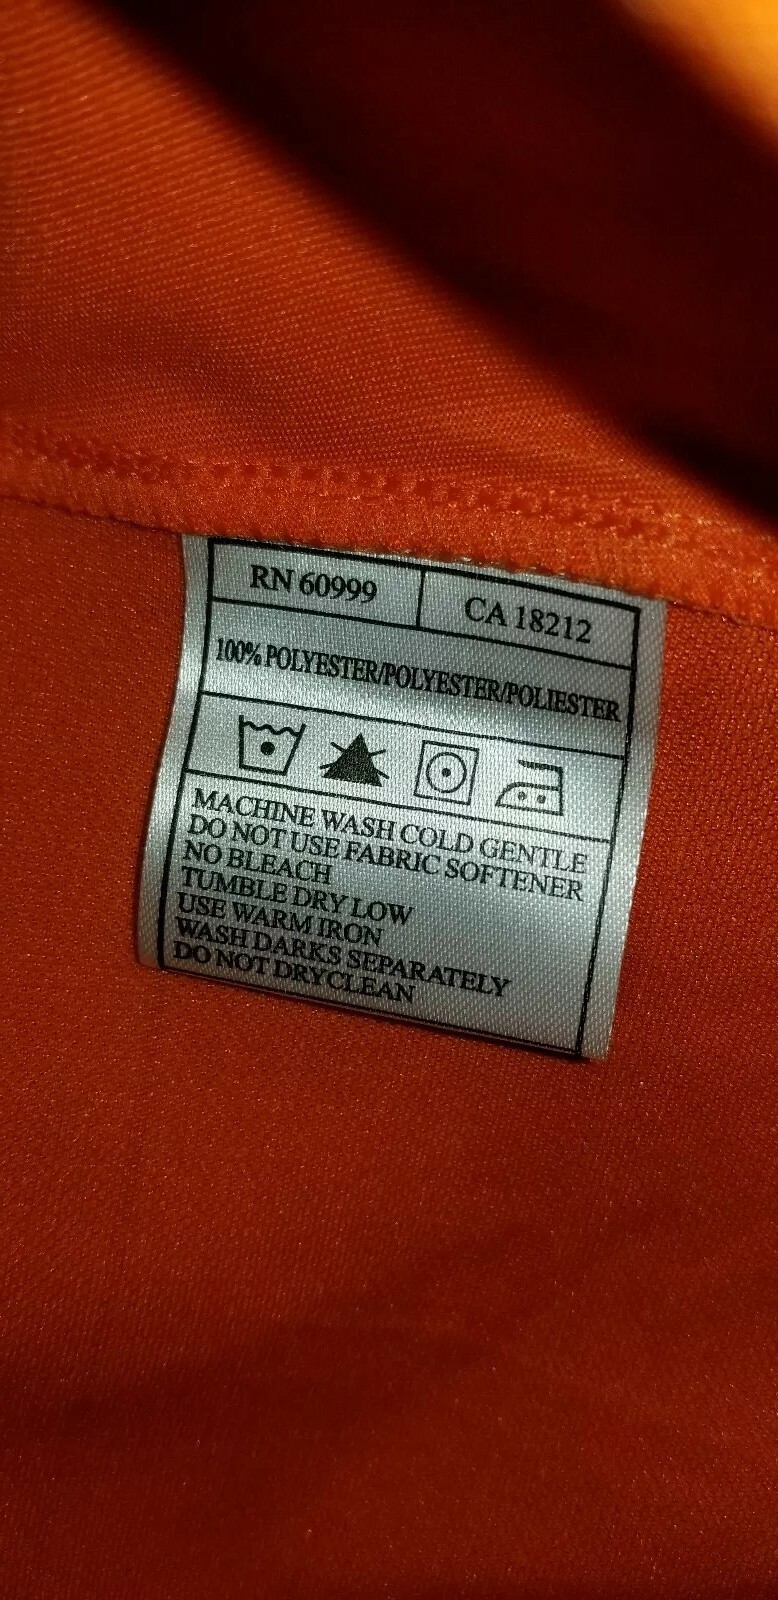 RN 60999 CA 18212
100% POLYESTER/POLYESTER/POLIESTER
MACHINE WASH COLD GENTLE
DO NOT USE FABRIC SOFTENER
NO BLEACH
TUMBLE DRY LOW
USE WARM IRON
WASH DARKS SEPARATELY
DO NOT DRYCLEAN